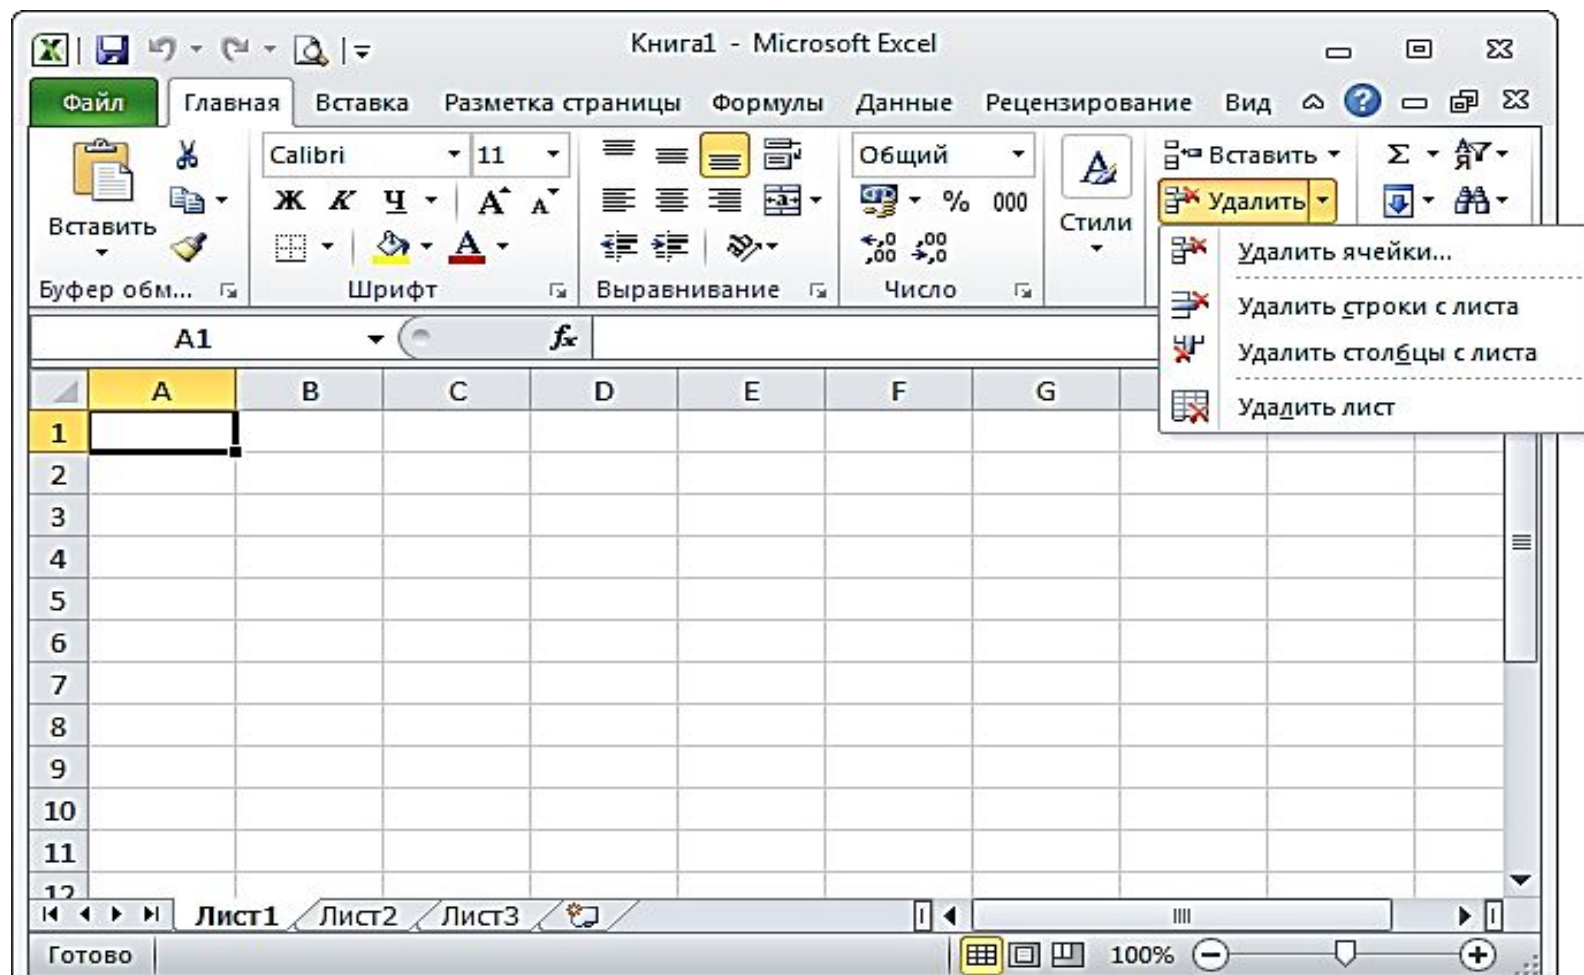 Книга1 - Microsoft Excel
Файл Главная Вставка Разметка страницы Формулы Данные Рецензирование Вид
Calibri 11 Общий Вставить
Ж К Ч А А % 000 Удалить
Вставить Стили
А
Буфер обм... Шрифт Выравнивание Число
Удалить ячейки...
Удалить строки с листа
Удалить столбцы с листа
Удалить лист
A1 fx
A B C D E F G
1
2
3
4
5
6
7
8
9
10
11
12
Лист1 Лист2 Лист3
Готово 100%